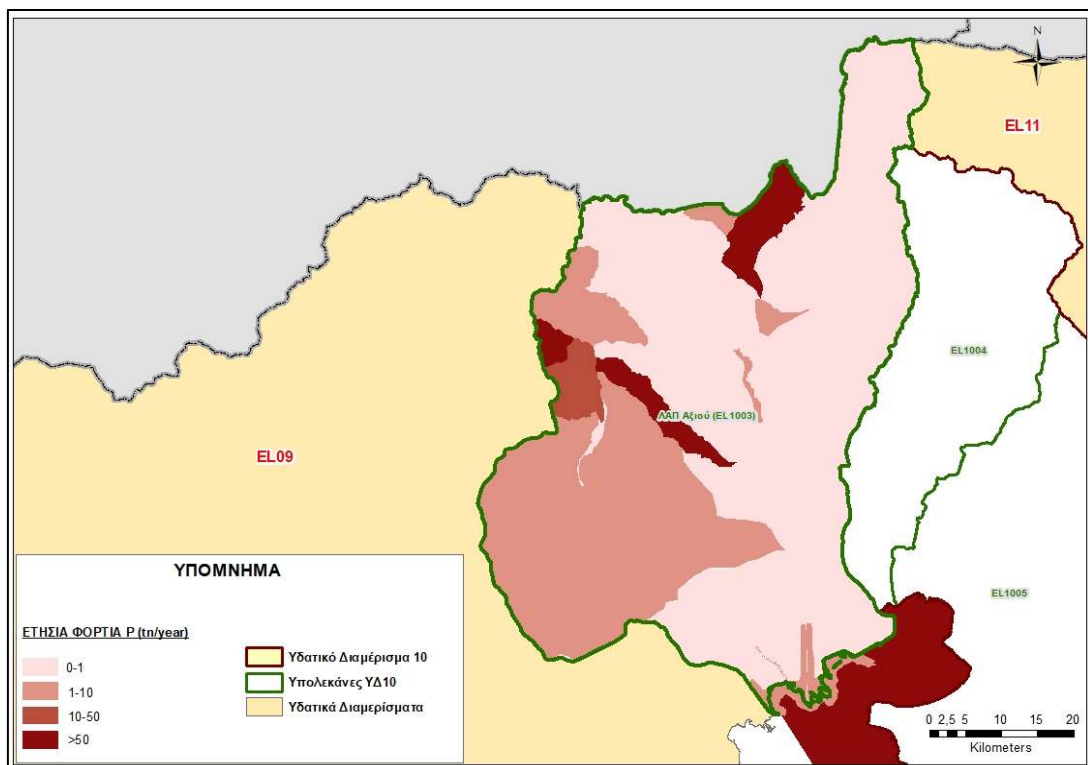 N
EL11
EL1004
ΛΑΠ Αξιού (EL1003)
EL09
EL1005
ΥΠΟΜΝΗΜΑ
ΕΤΗΣΙΑ ΦΟΡΤΙΑ P (tn/year)
0-1
1-10
10-50
>50
Υδατικό Διαμέρισμα 10
Υπολεκάνες ΥΔ10
Υδατικά Διαμερίσματα
0 2,5 5 10 15 20
Kilometers